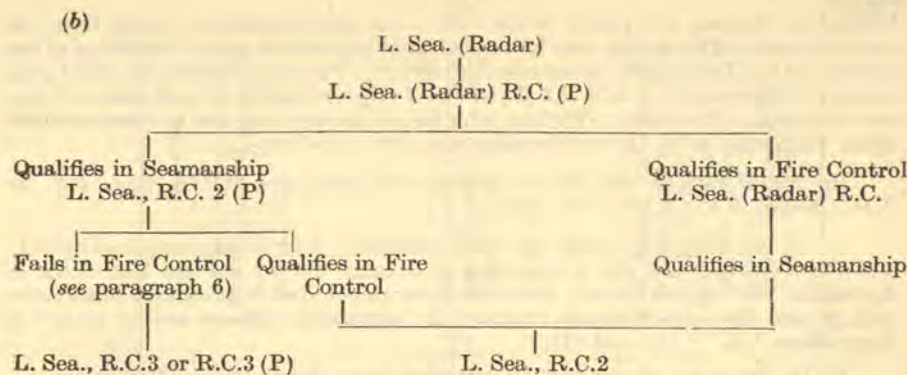 (b)
L. Sea. (Radar)
L. Sea. (Radar) R.C. (P)
Qualifies in Seamanship
L. Sea., R.C. 2 (P)
Qualifies in Fire Control
L. Sea. (Radar) R.C.
Fails in Fire Control
(see paragraph 6)
Qualifies in Fire
Control
Qualifies in Seamanship
L. Sea., R.C.3 or R.C.3 (P)
L. Sea., R.C.2